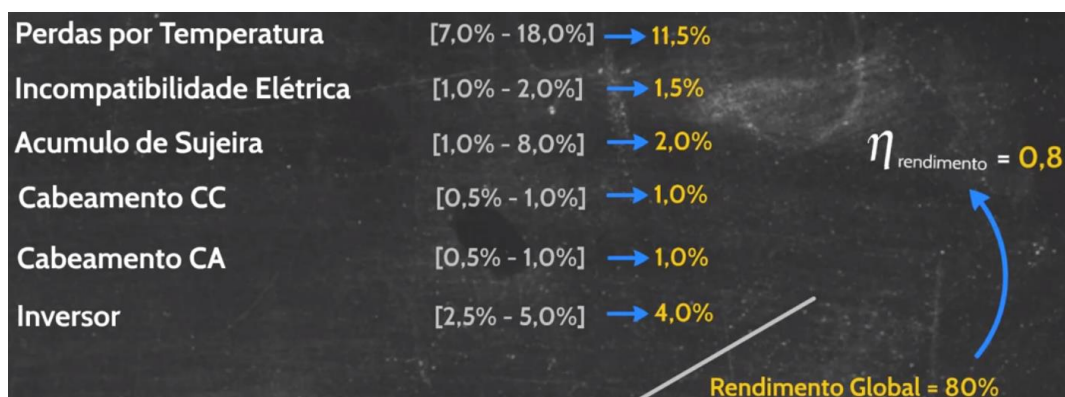 Perdas por Temperatura [7,0% - 18,0%] 11,5%
Incompatibilidade Elétrica [1,0% - 2,0%] 1,5%
Acumulo de Sujeira [1,0% - 8,0%] 2,0%
η rendimento = 0,8
Cabeamento CC [0,5% - 1,0%] 1,0%
Cabeamento CA [0,5% - 1,0%] 1,0%
Inversor [2,5% - 5,0%] 4,0%
Rendimento Global = 80%